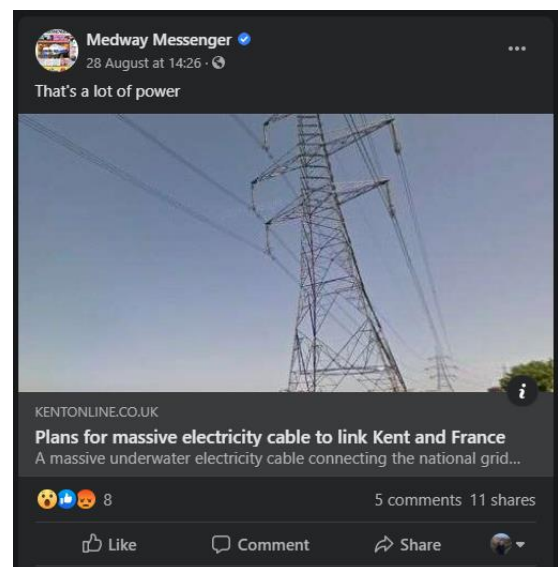 Medway Messenger
28 August at 14:26 ·
That's a lot of power
i
KENTONLINE.CO.UK
Plans for massive electricity cable to link Kent and France
A massive underwater electricity cable connecting the national grid...
8
5 comments 11 shares
Like Comment Share